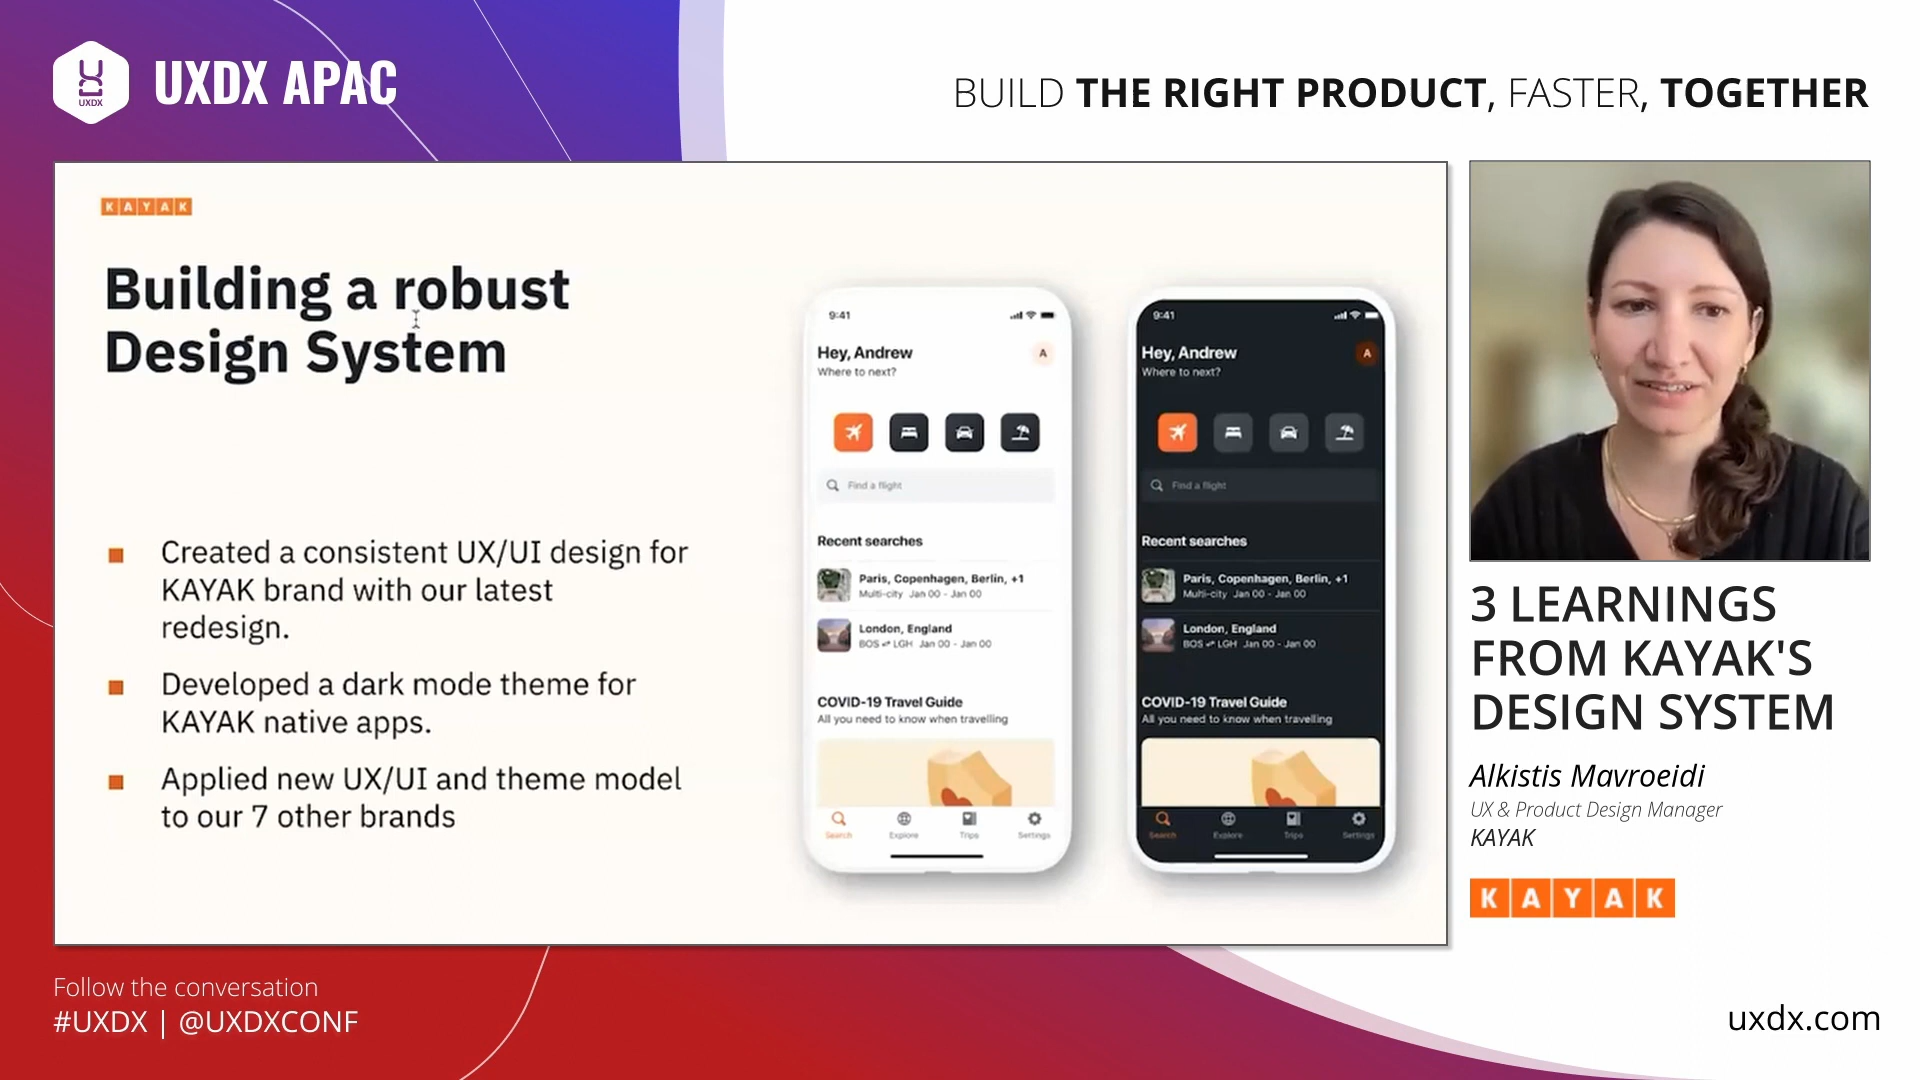 UXDX
UXDX APAC
BUILD THE RIGHT PRODUCT, FASTER, TOGETHER
KAYAK
Building a robust
Design System
Created a consistent UX/UI design for
KAYAK brand with our latest
redesign.
Developed a dark mode theme for
KAYAK native apps.
Applied new UX/UI and theme model
to our 7 other brands
9:41
Hey, Andrew
A
Where to next?
Find a flight
Recent searches
Paris, Copenhagen, Berlin, +1
Multi-city Jan 00 - Jan 00
London, England
BOS ⇌ LGH Jan 00 - Jan 00
COVID-19 Travel Guide
All you need to know when travelling
Search Explore Trips Settings
9:41
Hey, Andrew
A
Where to next?
Find a flight
Recent searches
Paris, Copenhagen, Berlin, +1
Multi-city Jan 00 - Jan 00
London, England
BOS ⇌ LGH Jan 00 - Jan 00
COVID-19 Travel Guide
All you need to know when travelling
Search Explore Trips Settings
3 LEARNINGS
FROM KAYAK'S
DESIGN SYSTEM
Alkistis Mavroeidi
UX & Product Design Manager
KAYAK
KAYAK
Follow the conversation
#UXDX | @UXDXCONF
uxdx.com